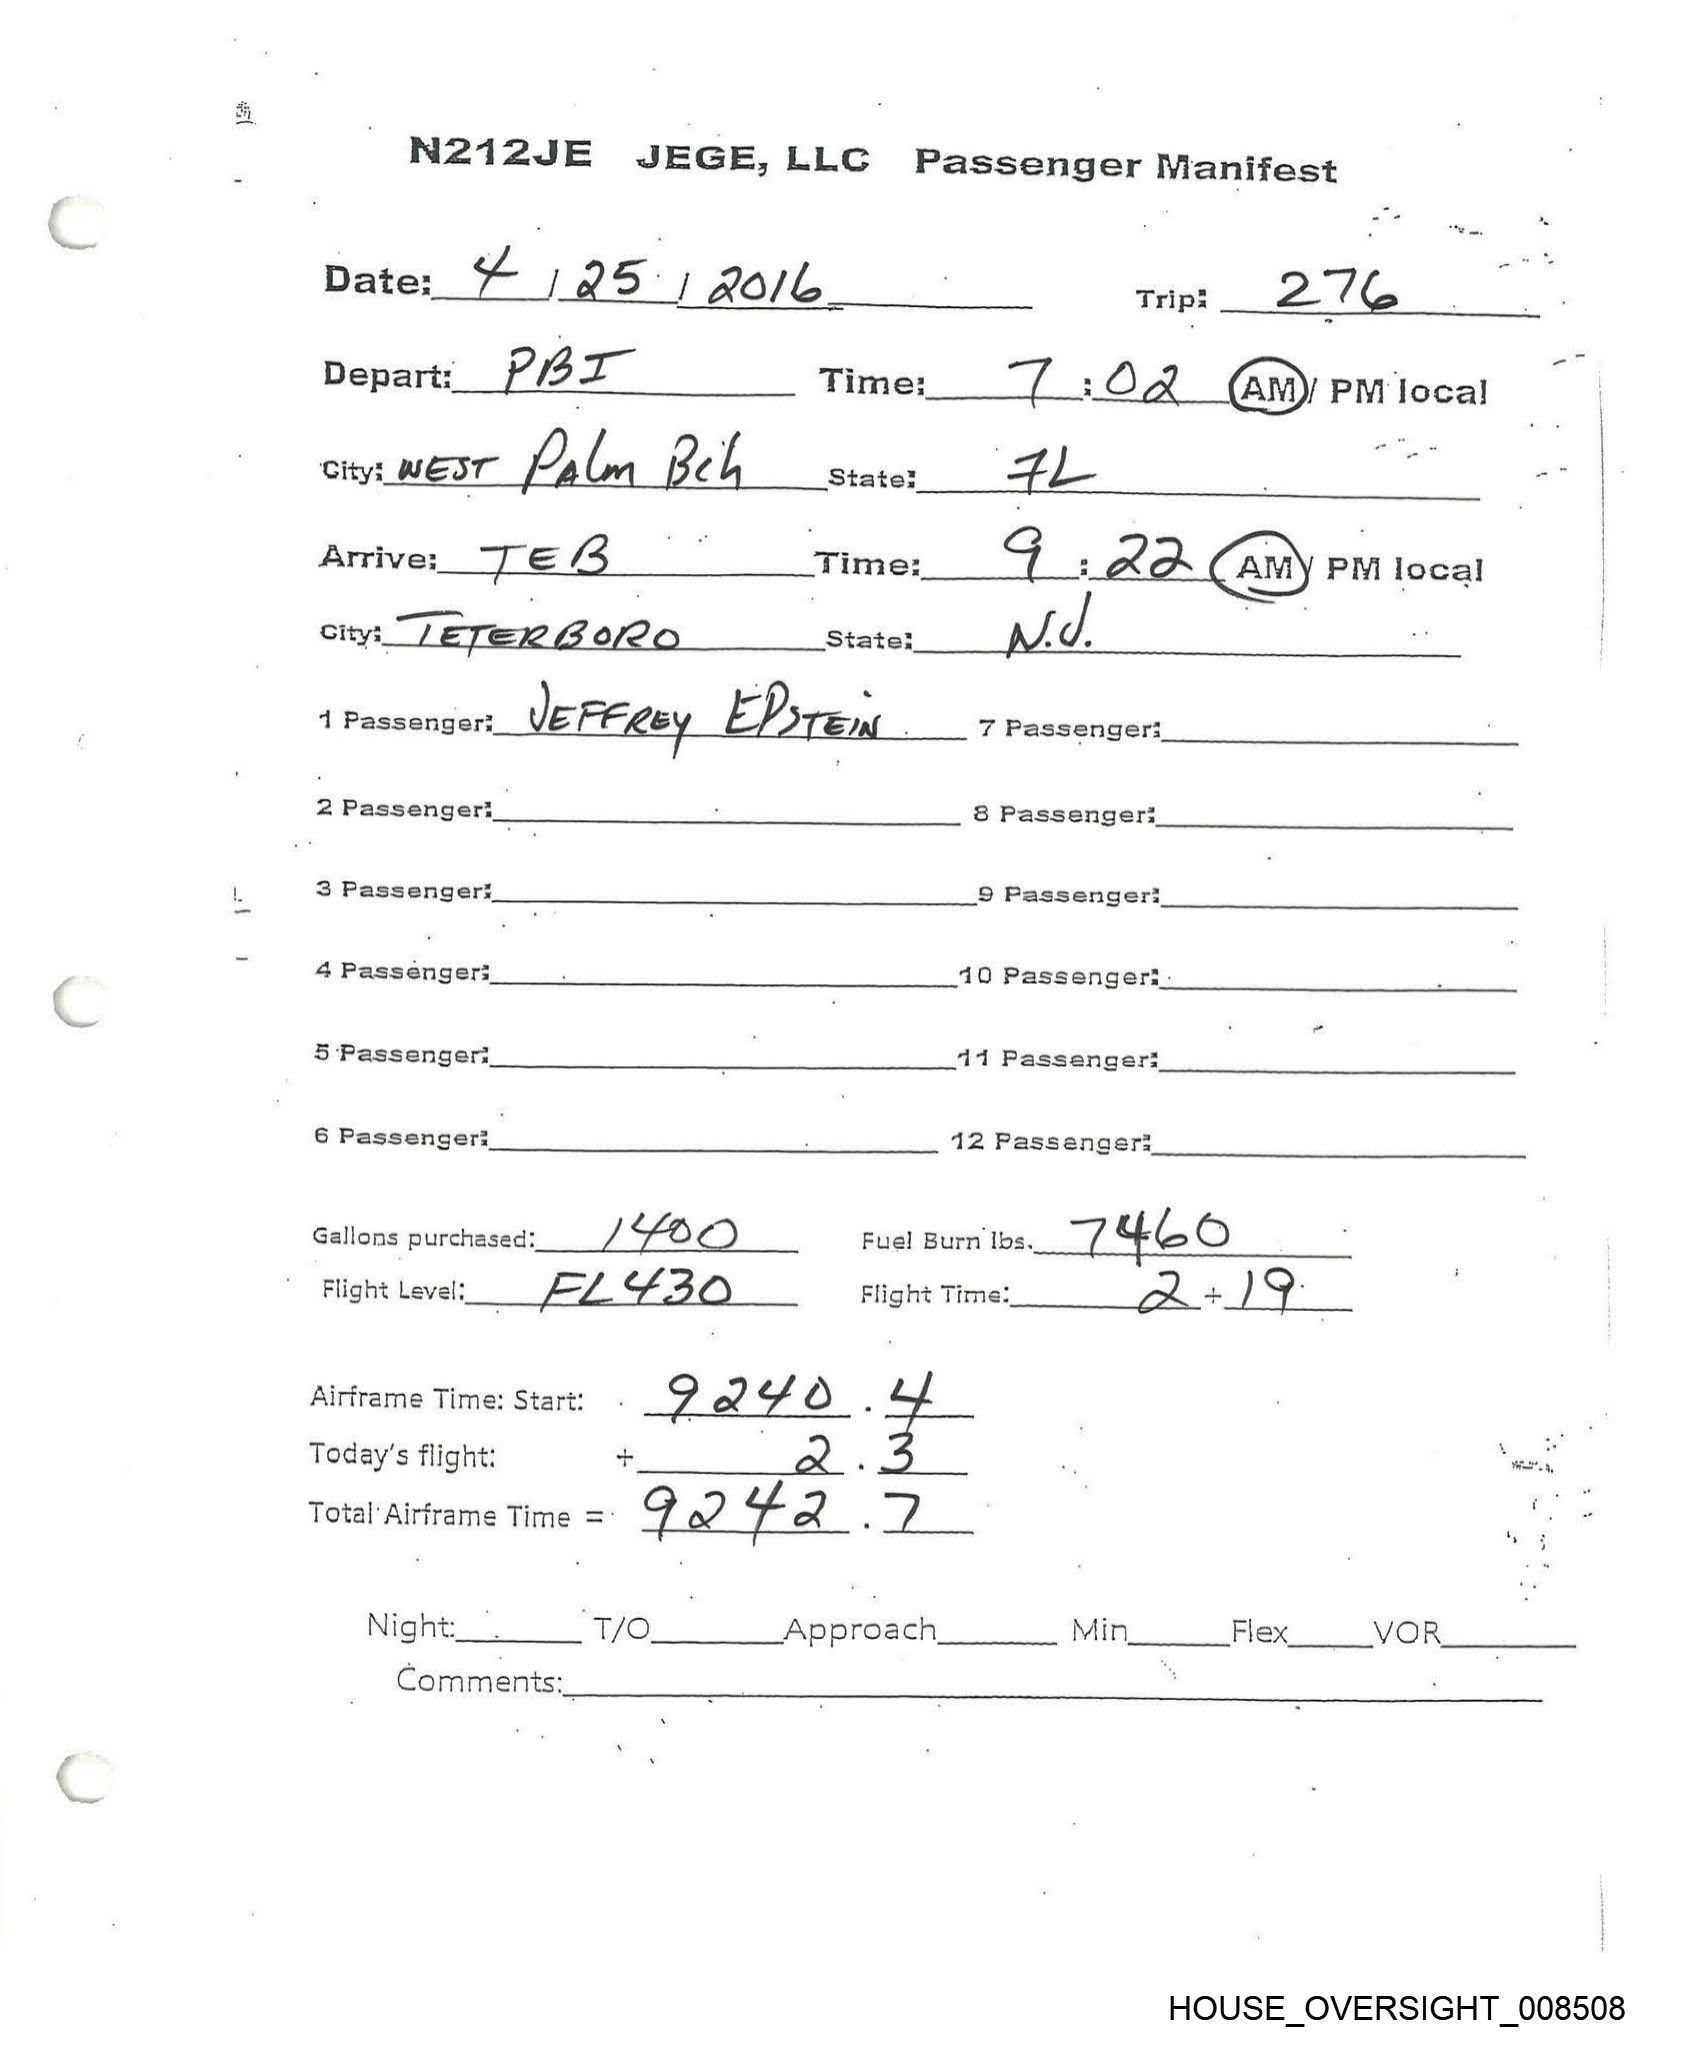 N212JE JEGE, LLC Passenger Manifest
Date: 4 / 25 / 2016 Trip: 276
Depart: PBI Time: 7:02 AM / PM local
City: WEST PAlm Bch State: FL
Arrive: TEB Time: 9:22 AM / PM local
City: TETERBORO State: N.J.
1 Passenger: JEFFREY EPSTEIN 7 Passenger:
2 Passenger: 8 Passenger:
3 Passenger: 9 Passenger:
4 Passenger: 10 Passenger:
5 Passenger: 11 Passenger:
6 Passenger: 12 Passenger:
Gallons purchased: 1400 Fuel Burn lbs. 7460
Flight Level: FL430 Flight Time: 2 + 19
Airframe Time: Start: 9240.4
Today's flight: + 2.3
Total Airframe Time = 9242.7
Night: T/O Approach Min Flex VOR
Comments:
HOUSE_OVERSIGHT_008508